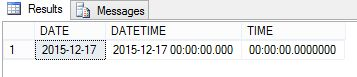 Results Messages
DATE DATETIME TIME
1 2015-12-17 2015-12-17 00:00:00.000 00:00:00.0000000